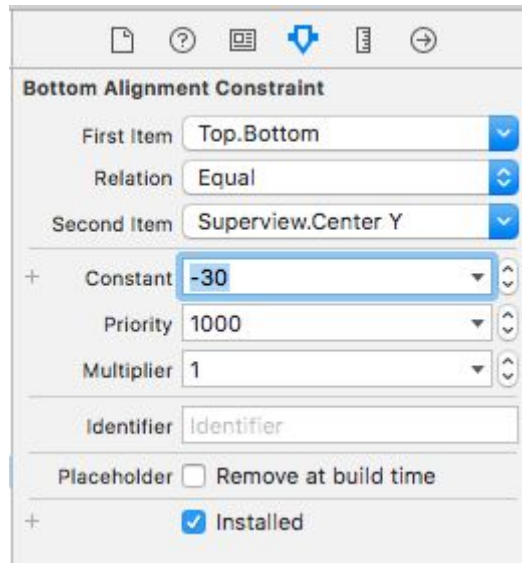 Bottom Alignment Constraint
First Item Top.Bottom
Relation Equal
Second Item Superview.Center Y
+ Constant -30
Priority 1000
Multiplier 1
Identifier Identifier
Placeholder Remove at build time
+ Installed